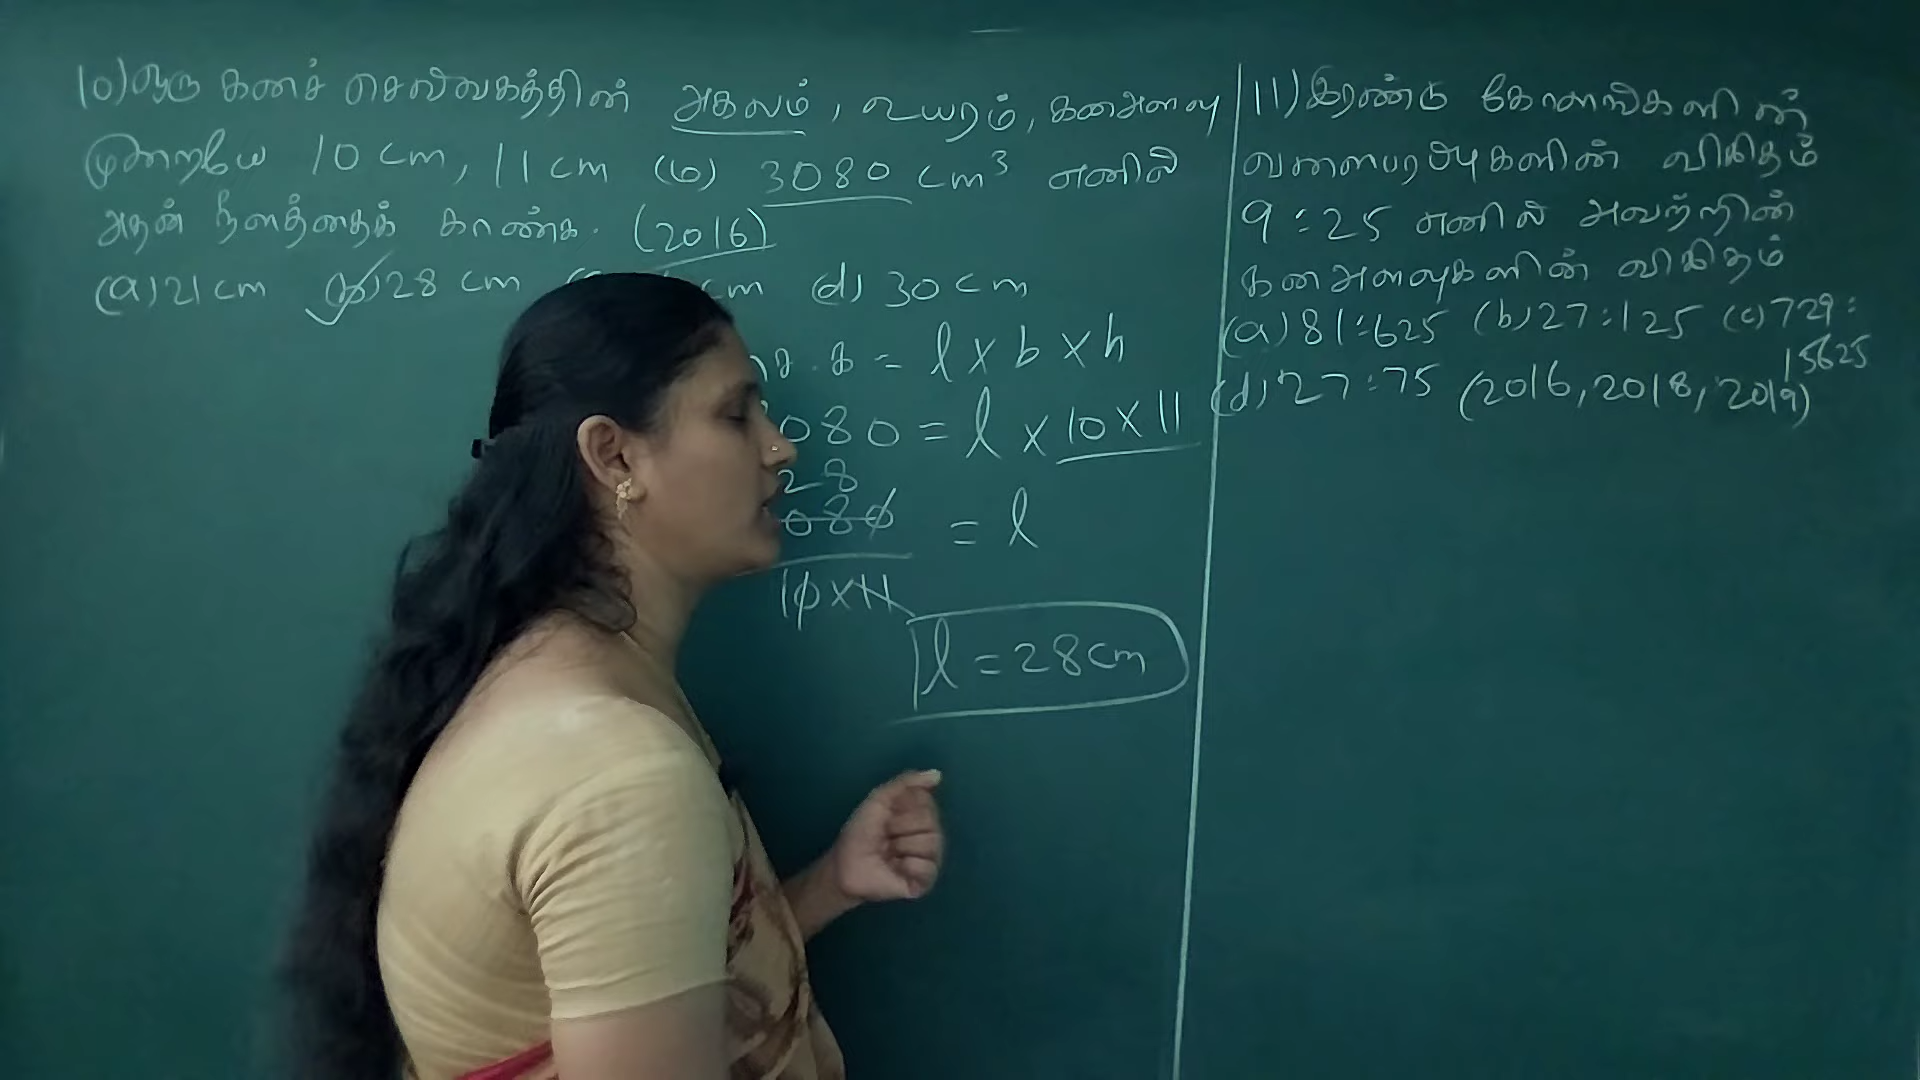 10) ஒரு கனச் செவ்வகத்தின் அகலம், உயரம், கனஅளவு
முறையே 10 cm, 11 cm (ம) 3080 cm³ எனில்
அதன் நீளத்தைக் காண்க. (2016)
(a) 21 cm (b) 28 cm cm (d) 30 cm
ச.க = l x b x h
080 = l x 10 x 11
28
080 = l
10 x 11
l = 28 cm
11) இரண்டு கோளங்களின்
வளைபரப்புகளின் விகிதம்
9 : 25 எனில் அவற்றின்
கனஅளவுகளின் விகிதம்
(a) 81 : 625 (b) 27 : 125 (c) 729 :
15625
(d) 27 : 75 (2016, 2018, 2019)